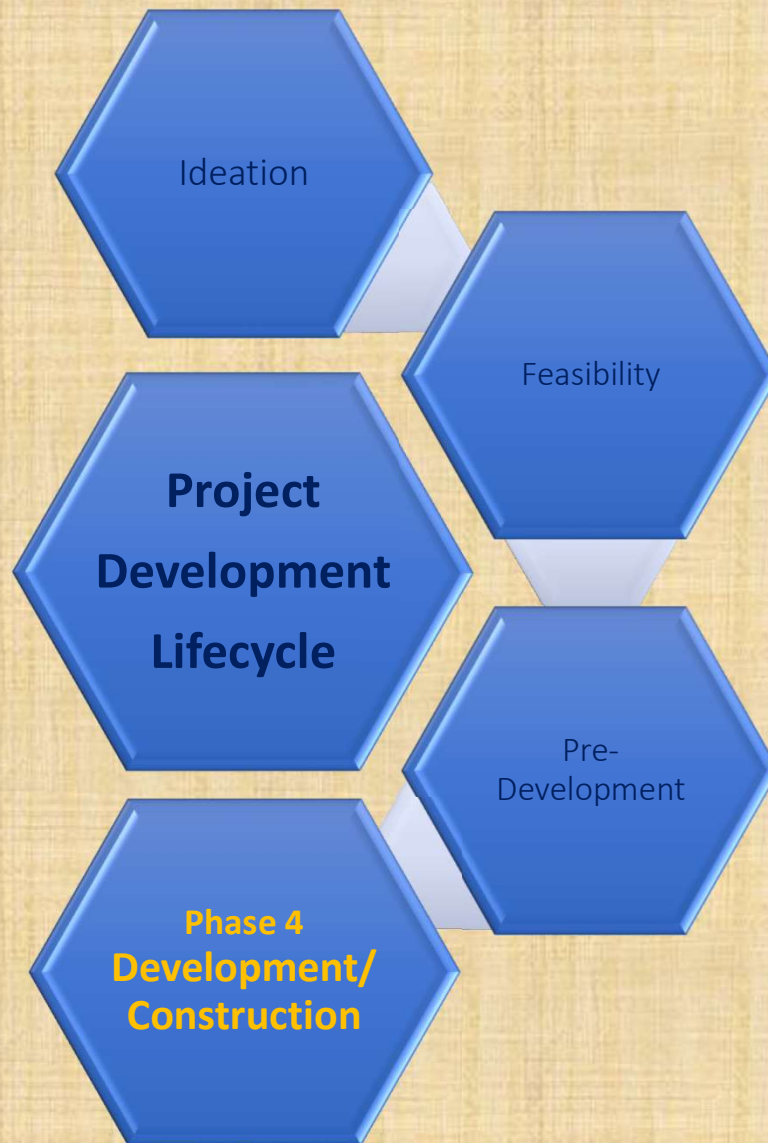 Ideation
Feasibility
Project
Development
Lifecycle
Pre-
Development
Phase 4
Development/
Construction